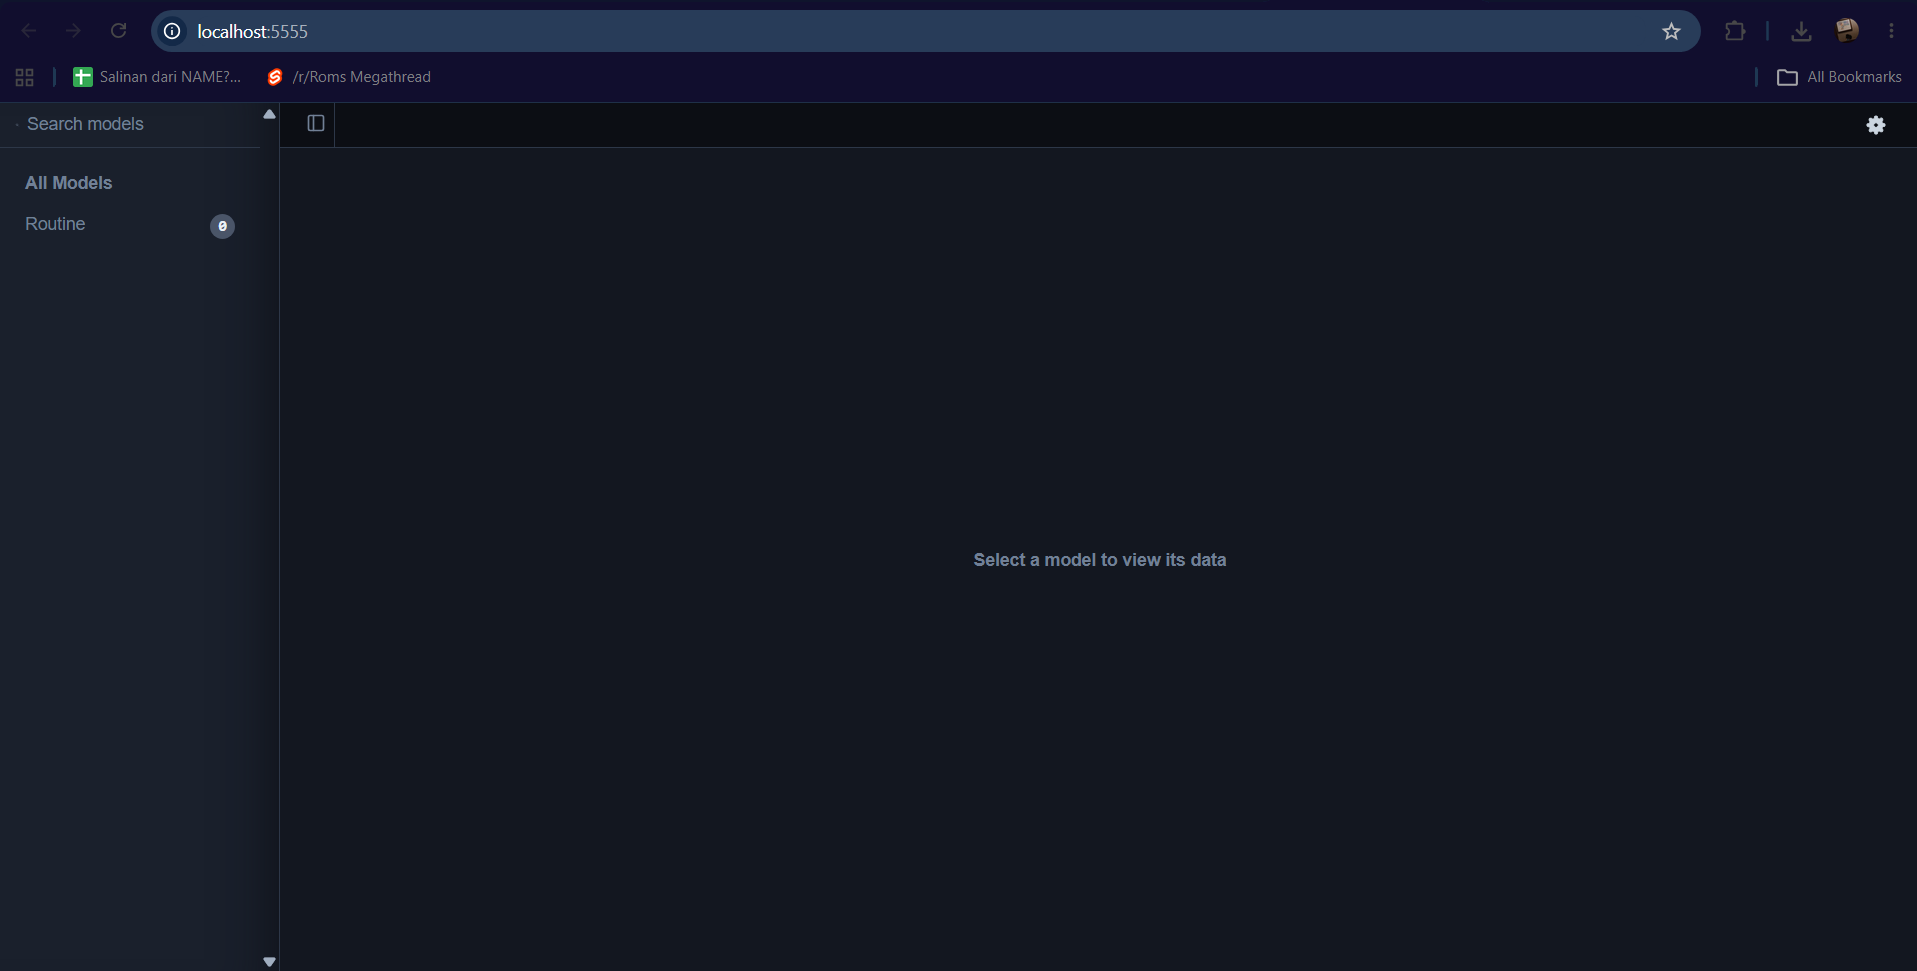 localhost:5555
Salinan dari NAME?...
/r/Roms Megathread
All Bookmarks
Search models
All Models
Routine 0
Select a model to view its data